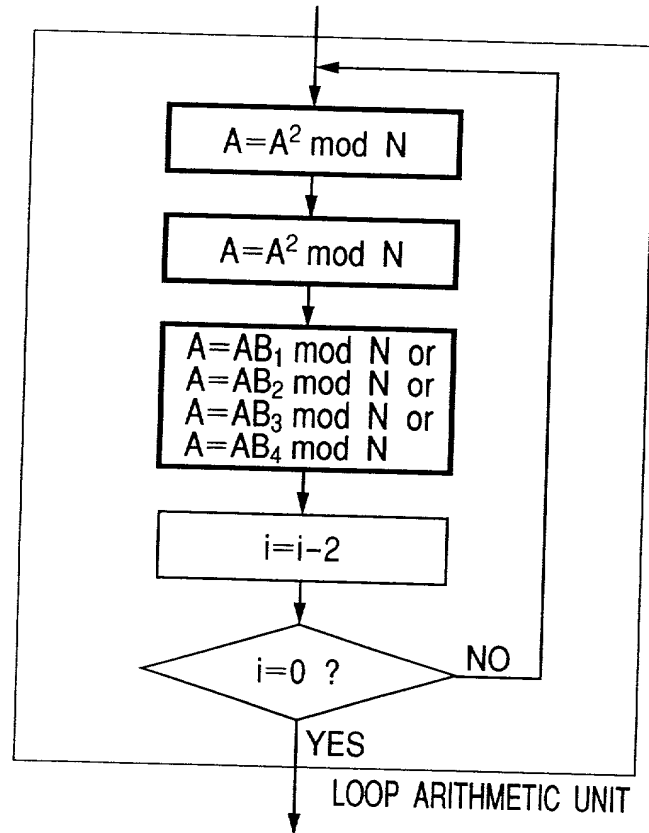 A=A² mod N
A=A² mod N
A=AB₁ mod N or
A=AB₂ mod N or
A=AB₃ mod N or
A=AB₄ mod N
i=i-2
i=0 ?
NO
YES
LOOP ARITHMETIC UNIT